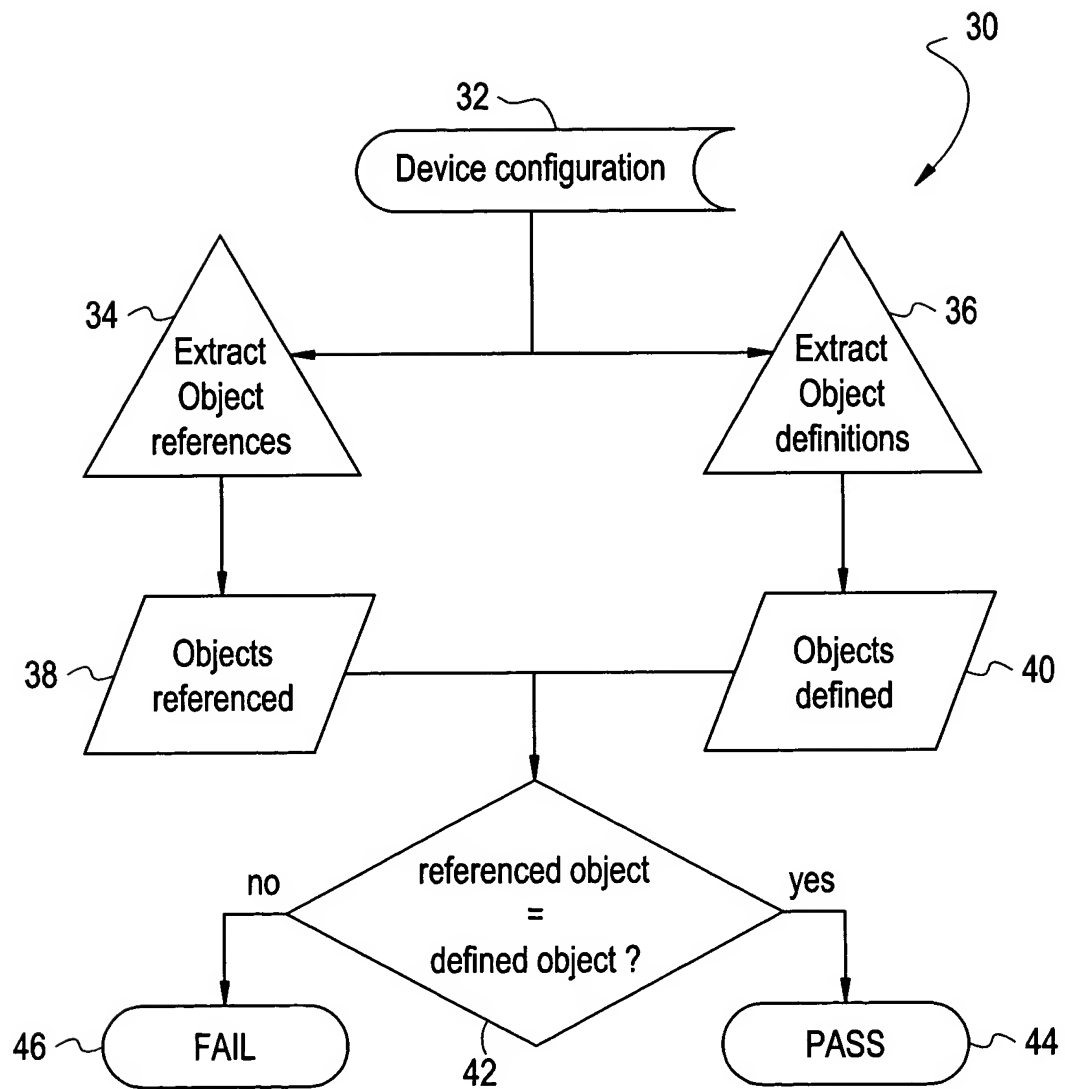 30
32
Device configuration
34
Extract
Object
references
36
Extract
Object
definitions
38
Objects
referenced
Objects
defined
40
no
referenced object
=
defined object ?
yes
46
FAIL
42
PASS
44